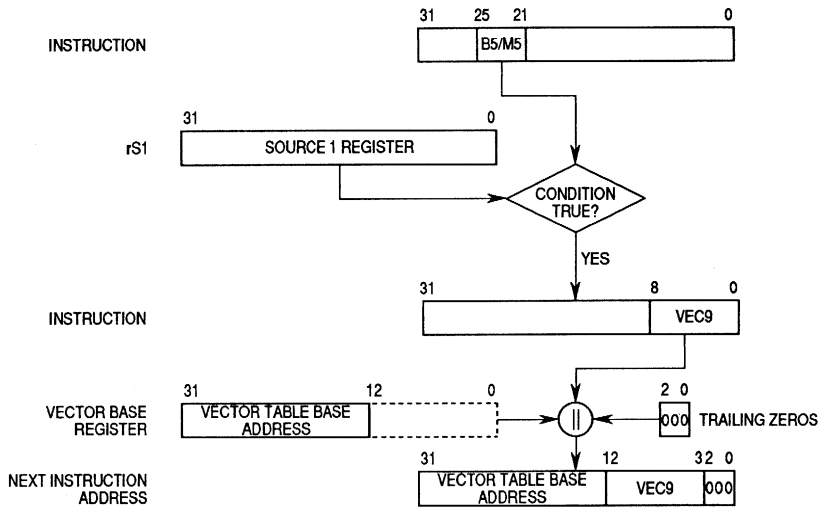 31 25 21 0
INSTRUCTION B5/M5
31 0
rS1 SOURCE 1 REGISTER
CONDITION
TRUE?
YES
31 8 0
INSTRUCTION VEC9
31 12 0 2 0
VECTOR BASE
REGISTER
VECTOR TABLE BASE
ADDRESS
||
000 TRAILING ZEROS
31 12 3 2 0
NEXT INSTRUCTION
ADDRESS
VECTOR TABLE BASE
ADDRESS
VEC9 000